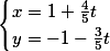 x = 1 + 4/5 t
y = -1 - 3/5 t